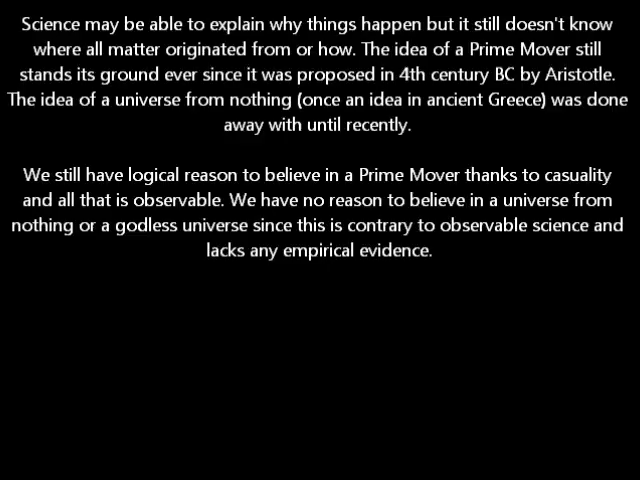 Science may be able to explain why things happen but it still doesn't know
where all matter originated from or how. The idea of a Prime Mover still
stands its ground ever since it was proposed in 4th century BC by Aristotle.
The idea of a universe from nothing (once an idea in ancient Greece) was done
away with until recently.
We still have logical reason to believe in a Prime Mover thanks to casuality
and all that is observable. We have no reason to believe in a universe from
nothing or a godless universe since this is contrary to observable science and
lacks any empirical evidence.